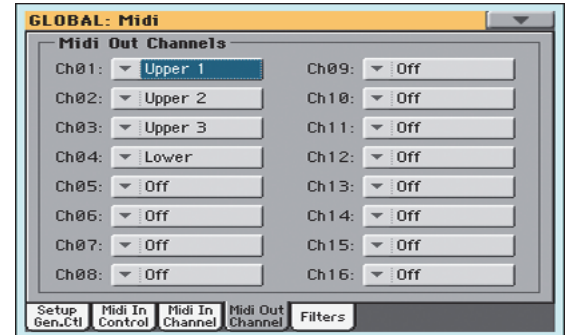 GLOBAL: Midi
Midi Out Channels
Ch01: Upper 1 Ch09: Off
Ch02: Upper 2 Ch10: Off
Ch03: Upper 3 Ch11: Off
Ch04: Lower Ch12: Off
Ch05: Off Ch13: Off
Ch06: Off Ch14: Off
Ch07: Off Ch15: Off
Ch08: Off Ch16: Off
Setup Midi In Midi In Midi Out
Gen.Ctl Control Channel Channel Filters